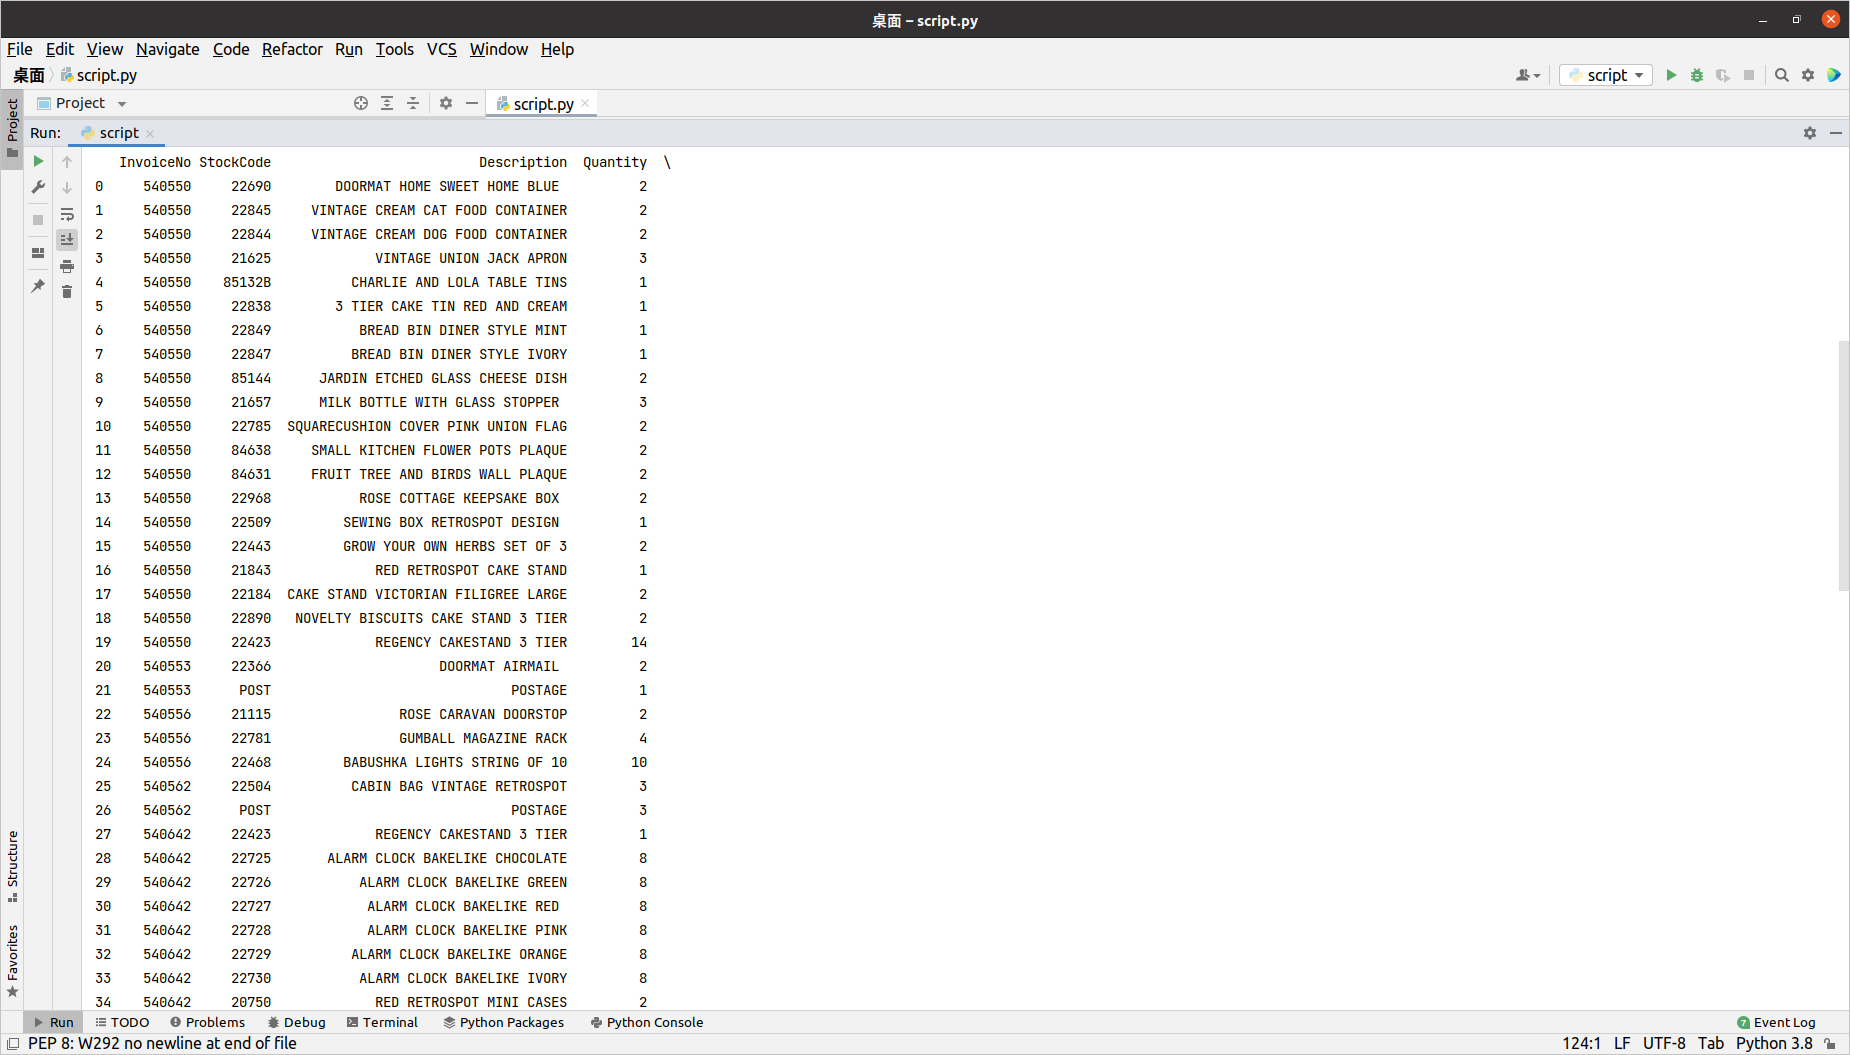 桌面 – script.py
File Edit View Navigate Code Refactor Run Tools VCS Window Help
桌面 script.py
script
Project
Project
script.py
Run: script
InvoiceNo StockCode Description Quantity \
0 540550 22690 DOORMAT HOME SWEET HOME BLUE 2
1 540550 22845 VINTAGE CREAM CAT FOOD CONTAINER 2
2 540550 22844 VINTAGE CREAM DOG FOOD CONTAINER 2
3 540550 21625 VINTAGE UNION JACK APRON 3
4 540550 85132B CHARLIE AND LOLA TABLE TINS 1
5 540550 22838 3 TIER CAKE TIN RED AND CREAM 1
6 540550 22849 BREAD BIN DINER STYLE MINT 1
7 540550 22847 BREAD BIN DINER STYLE IVORY 1
8 540550 85144 JARDIN ETCHED GLASS CHEESE DISH 2
9 540550 21657 MILK BOTTLE WITH GLASS STOPPER 3
10 540550 22785 SQUARECUSHION COVER PINK UNION FLAG 2
11 540550 84638 SMALL KITCHEN FLOWER POTS PLAQUE 2
12 540550 84631 FRUIT TREE AND BIRDS WALL PLAQUE 2
13 540550 22968 ROSE COTTAGE KEEPSAKE BOX 2
14 540550 22509 SEWING BOX RETROSPOT DESIGN 1
15 540550 22443 GROW YOUR OWN HERBS SET OF 3 2
16 540550 21843 RED RETROSPOT CAKE STAND 1
17 540550 22184 CAKE STAND VICTORIAN FILIGREE LARGE 2
18 540550 22890 NOVELTY BISCUITS CAKE STAND 3 TIER 2
19 540550 22423 REGENCY CAKESTAND 3 TIER 14
20 540553 22366 DOORMAT AIRMAIL 2
21 540553 POST POSTAGE 1
22 540556 21115 ROSE CARAVAN DOORSTOP 2
23 540556 22781 GUMBALL MAGAZINE RACK 4
24 540556 22468 BABUSHKA LIGHTS STRING OF 10 10
25 540562 22504 CABIN BAG VINTAGE RETROSPOT 3
26 540562 POST POSTAGE 3
27 540642 22423 REGENCY CAKESTAND 3 TIER 1
28 540642 22725 ALARM CLOCK BAKELIKE CHOCOLATE 8
29 540642 22726 ALARM CLOCK BAKELIKE GREEN 8
30 540642 22727 ALARM CLOCK BAKELIKE RED 8
31 540642 22728 ALARM CLOCK BAKELIKE PINK 8
32 540642 22729 ALARM CLOCK BAKELIKE ORANGE 8
33 540642 22730 ALARM CLOCK BAKELIKE IVORY 8
34 540642 20750 RED RETROSPOT MINI CASES 2
Structure
Favorites
Run TODO Problems Debug Terminal Python Packages Python Console 7 Event Log
PEP 8: W292 no newline at end of file 124:1 LF UTF-8 Tab Python 3.8